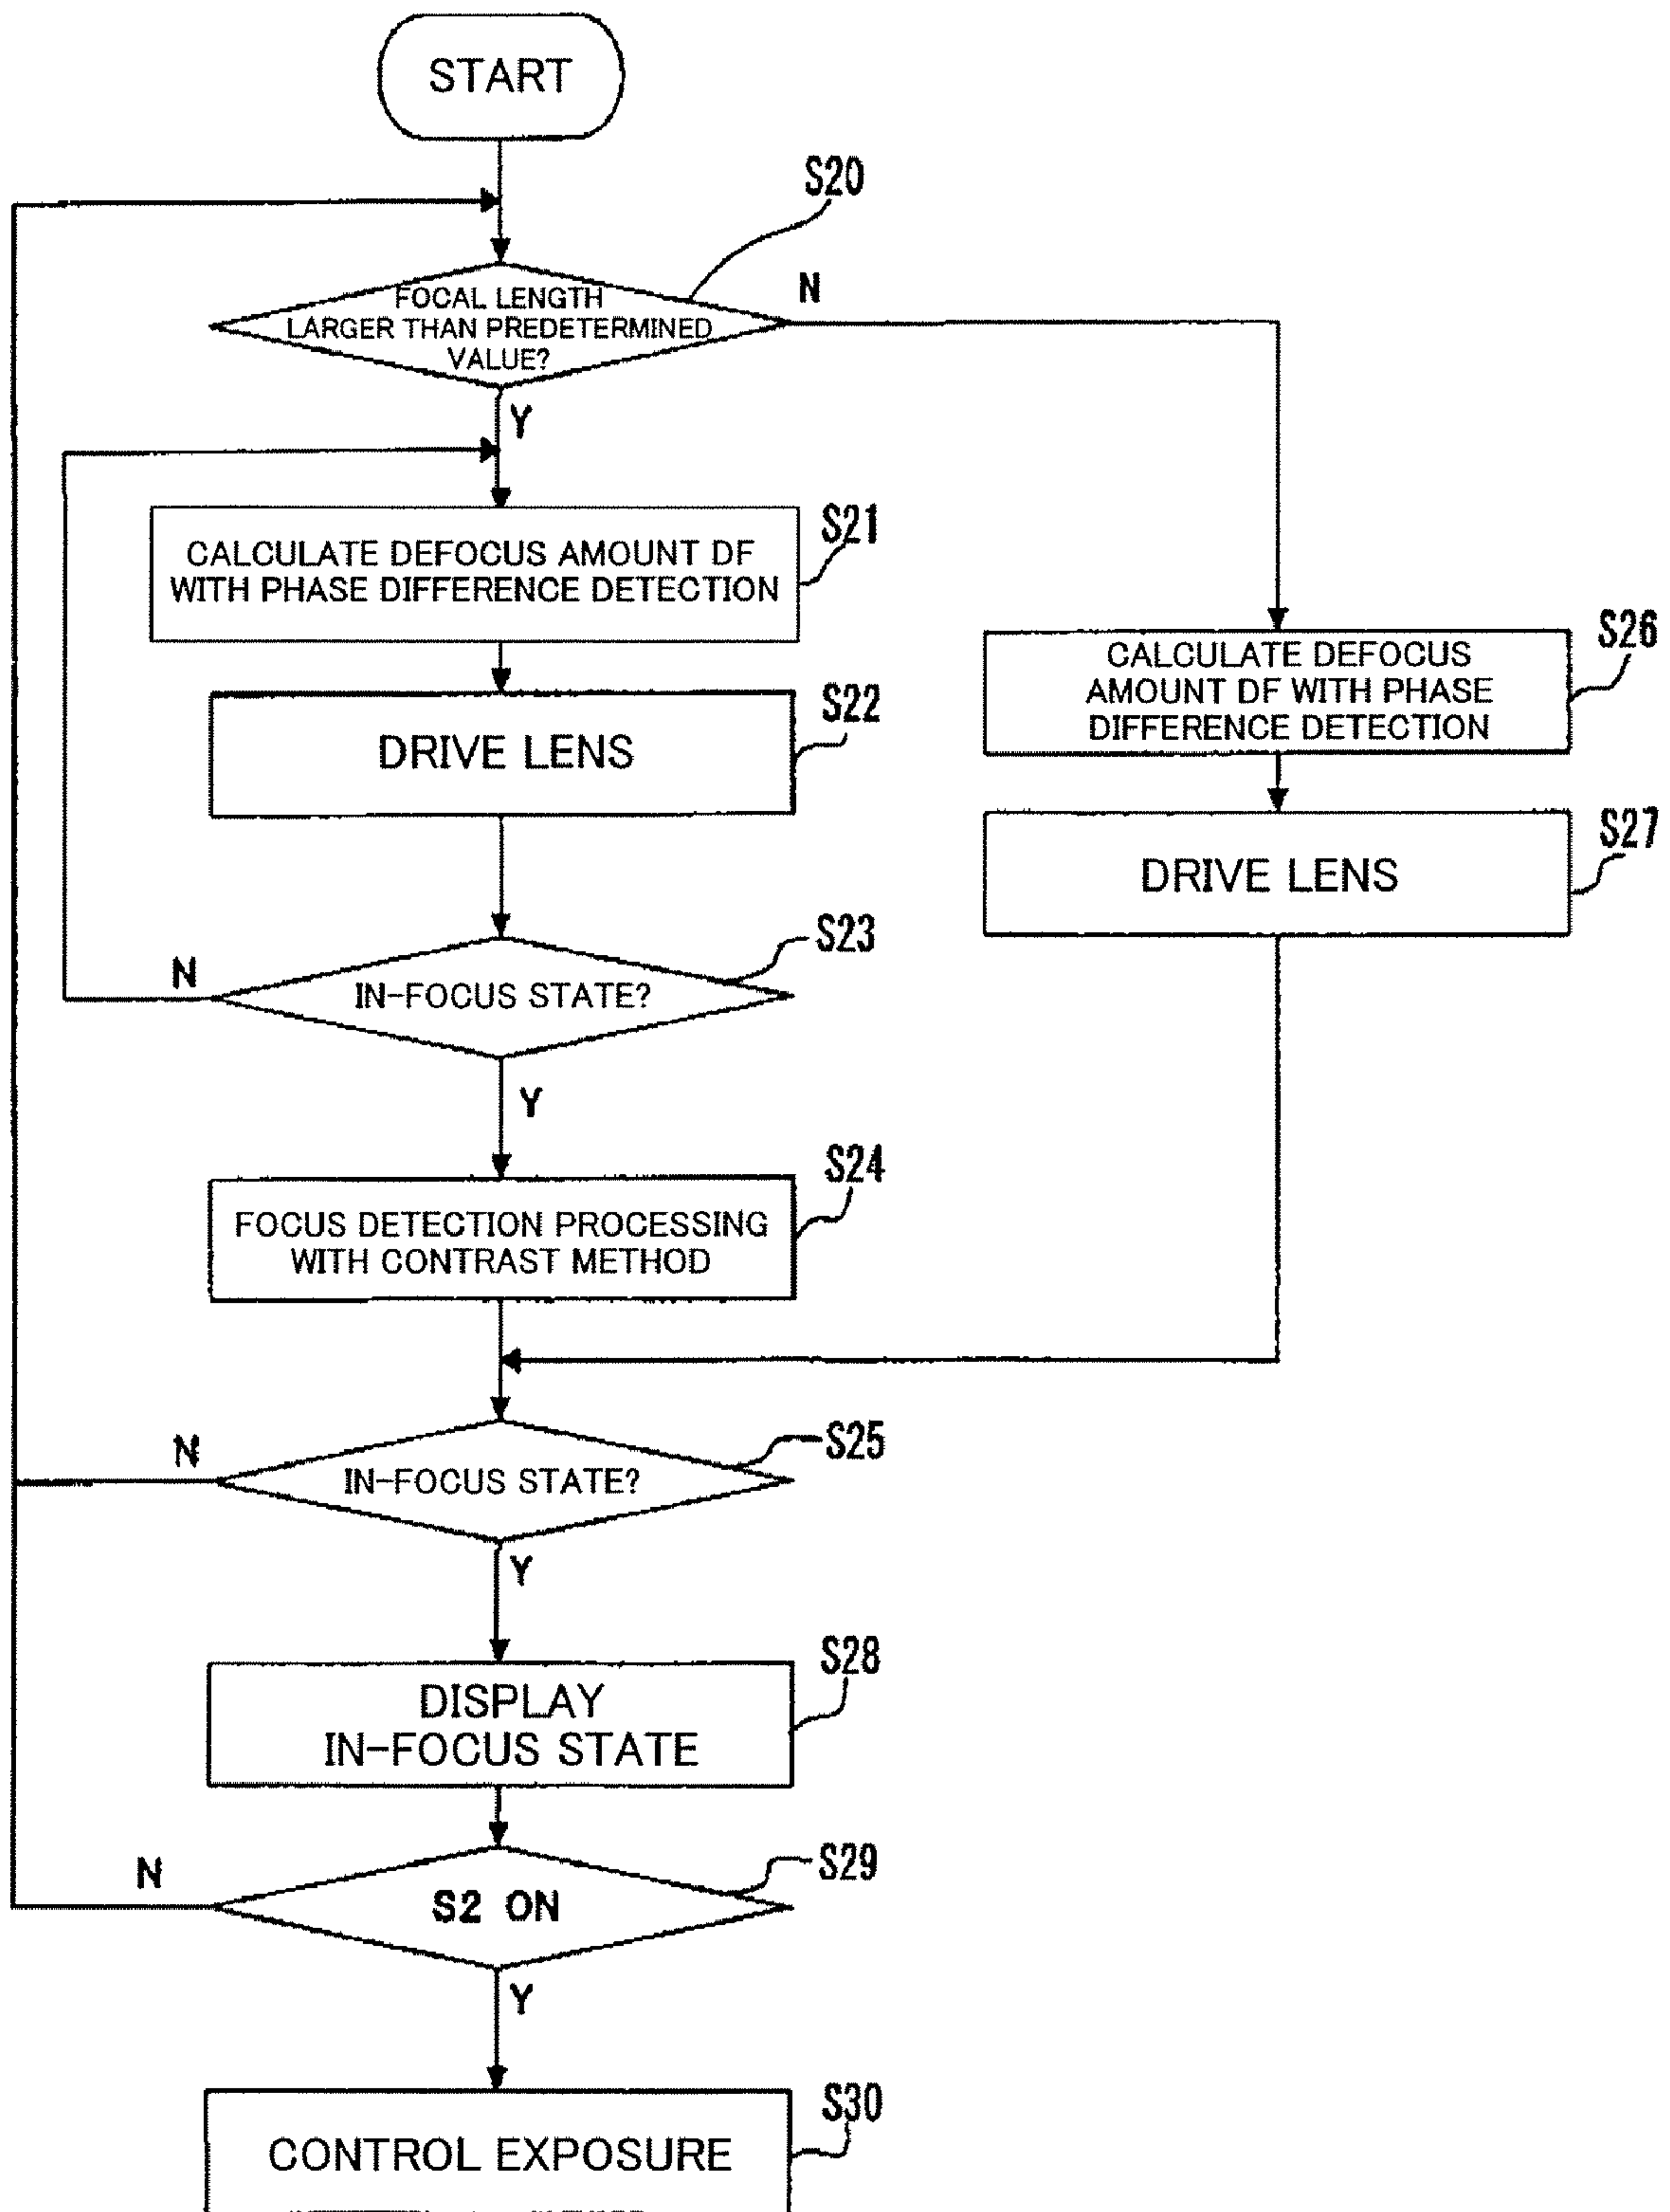 START
S20
FOCAL LENGTH
LARGER THAN PREDETERMINED
VALUE?
N
Y
S21
CALCULATE DEFOCUS AMOUNT DF
WITH PHASE DIFFERENCE DETECTION
S26
CALCULATE DEFOCUS
AMOUNT DF WITH PHASE
DIFFERENCE DETECTION
S22
DRIVE LENS
S27
DRIVE LENS
S23
N
IN-FOCUS STATE?
Y
S24
FOCUS DETECTION PROCESSING
WITH CONTRAST METHOD
S25
N
IN-FOCUS STATE?
Y
S28
DISPLAY
IN-FOCUS STATE
S29
N
S2 ON
Y
S30
CONTROL EXPOSURE